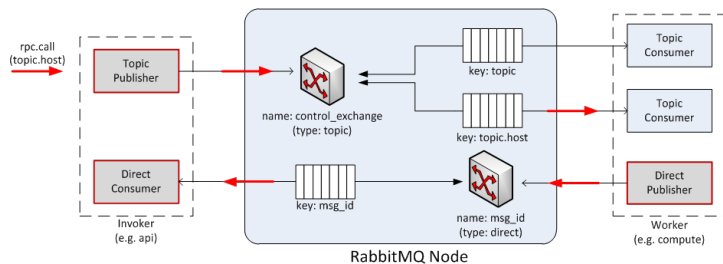 rpc.call
(topic.host)
Topic
Publisher
Direct
Consumer
Invoker
(e.g. api)
name: control_exchange
(type: topic)
key: topic
key: topic.host
key: msg_id
name: msg_id
(type: direct)
RabbitMQ Node
Topic
Consumer
Topic
Consumer
Direct
Publisher
Worker
(e.g. compute)